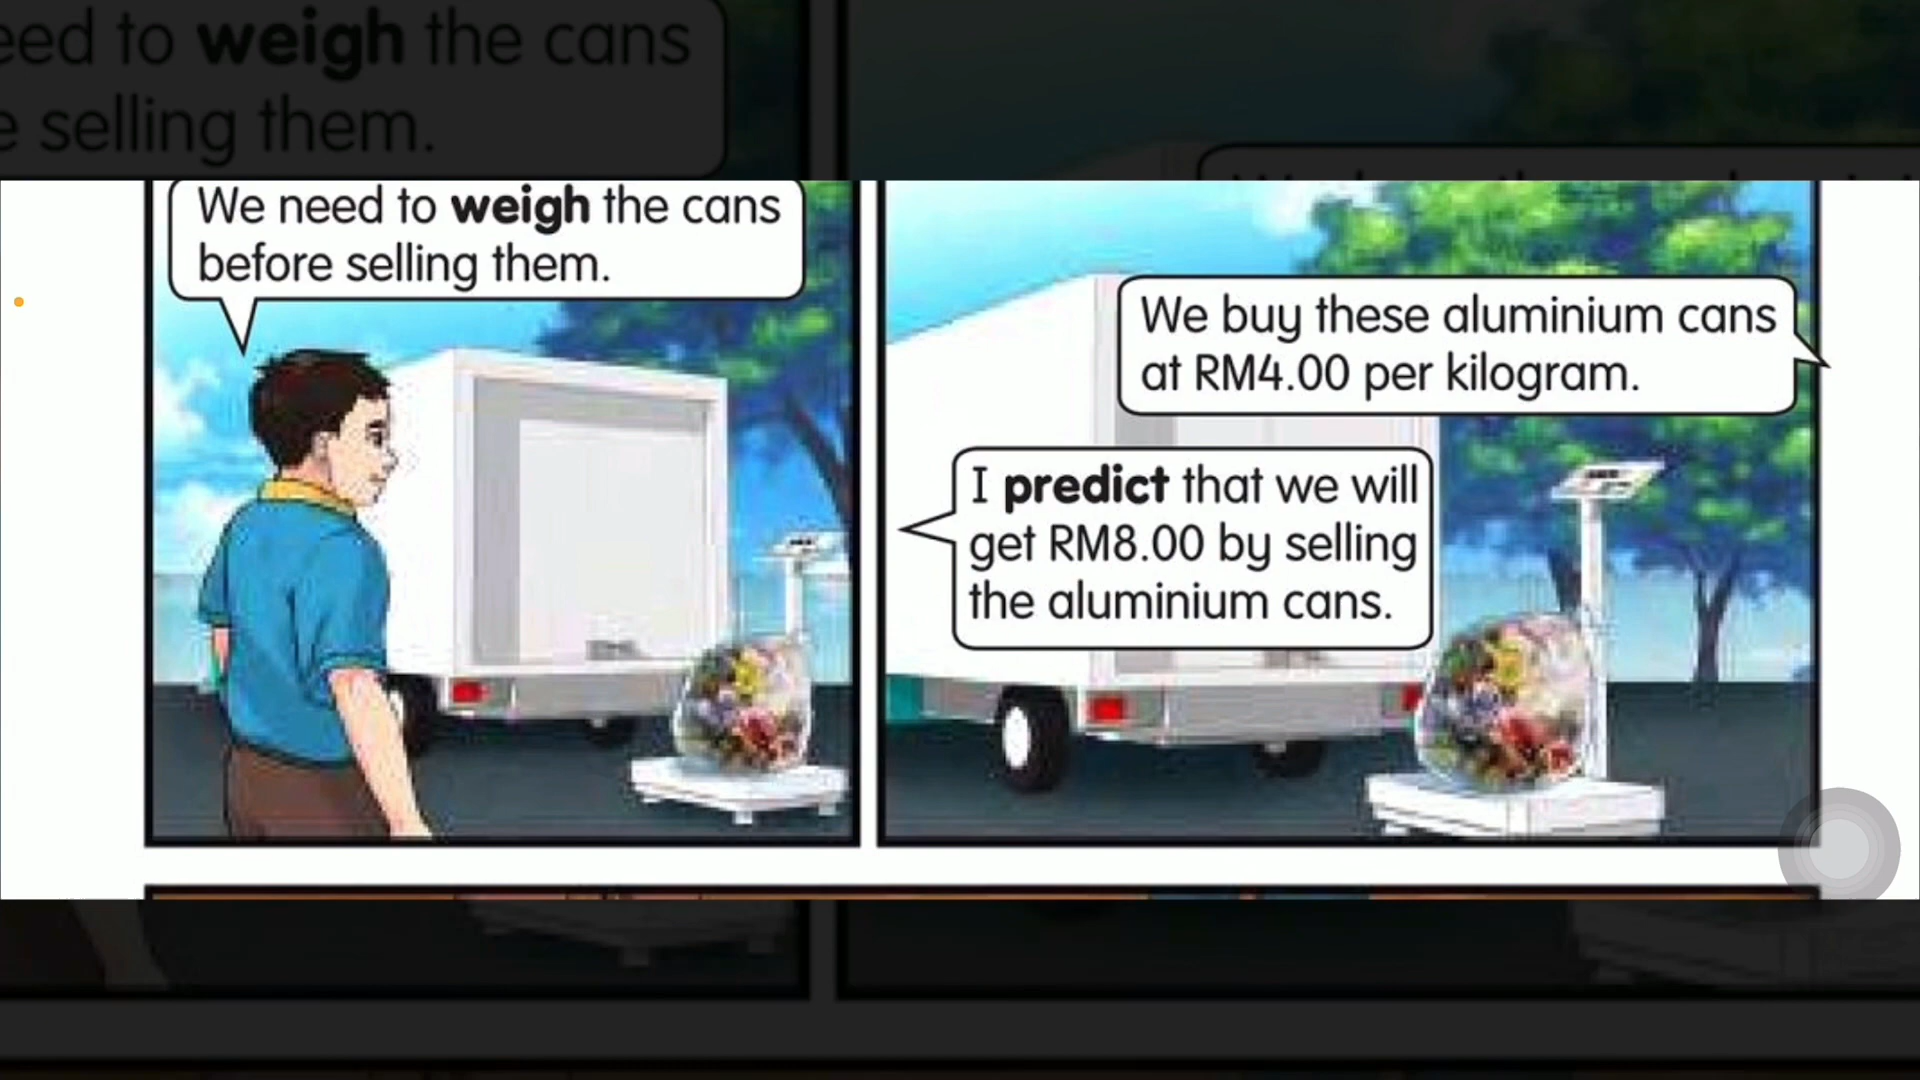 eed to weigh the cans
e selling them.
We need to weigh the cans
before selling them.
We buy these aluminium cans
at RM4.00 per kilogram.
I predict that we will
get RM8.00 by selling
the aluminium cans.